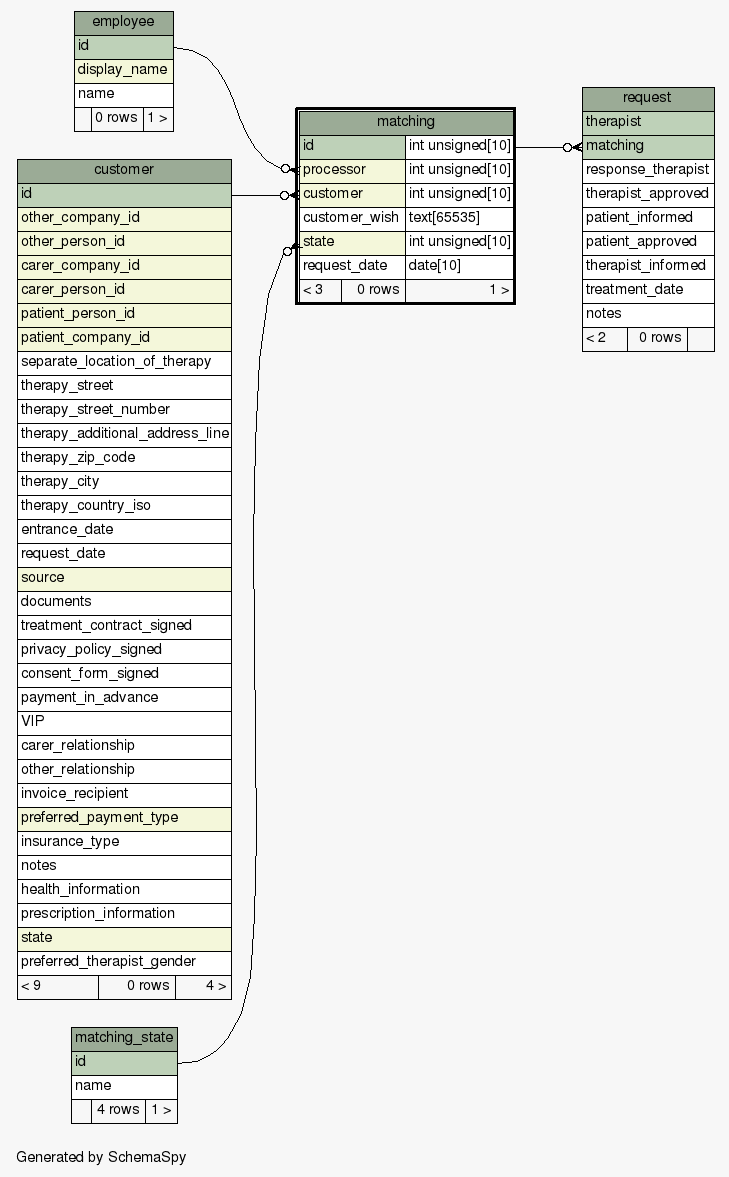 employee
id
display_name
name
0 rows 1 >
customer
id
other_company_id
other_person_id
carer_company_id
carer_person_id
patient_person_id
patient_company_id
separate_location_of_therapy
therapy_street
therapy_street_number
therapy_additional_address_line
therapy_zip_code
therapy_city
therapy_country_iso
entrance_date
request_date
source
documents
treatment_contract_signed
privacy_policy_signed
consent_form_signed
payment_in_advance
VIP
carer_relationship
other_relationship
invoice_recipient
preferred_payment_type
insurance_type
notes
health_information
prescription_information
state
preferred_therapist_gender
< 9 0 rows 4 >
matching_state
id
name
4 rows 1 >
matching
id int unsigned[10]
processor int unsigned[10]
customer int unsigned[10]
customer_wish text[65535]
state int unsigned[10]
request_date date[10]
< 3 0 rows 1 >
request
therapist
matching
response_therapist
therapist_approved
patient_informed
patient_approved
therapist_informed
treatment_date
notes
< 2 0 rows
Generated by SchemaSpy